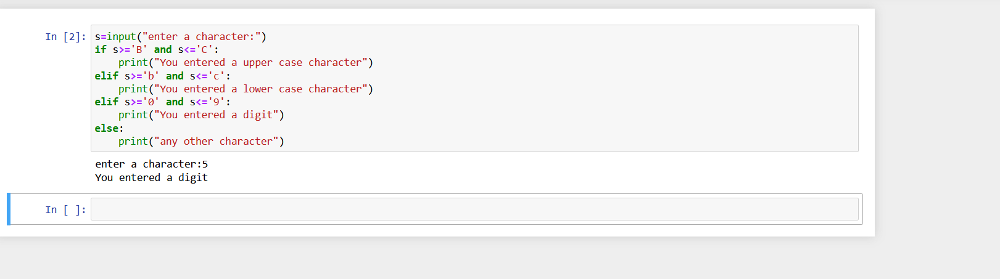 In [2]: s=input("enter a character:")
if s>='B' and s<='C':
    print("You entered a upper case character")
elif s>='b' and s<='c':
    print("You entered a lower case character")
elif s>='0' and s<='9':
    print("You entered a digit")
else:
    print("any other character")
enter a character:5
You entered a digit
In [ ]: